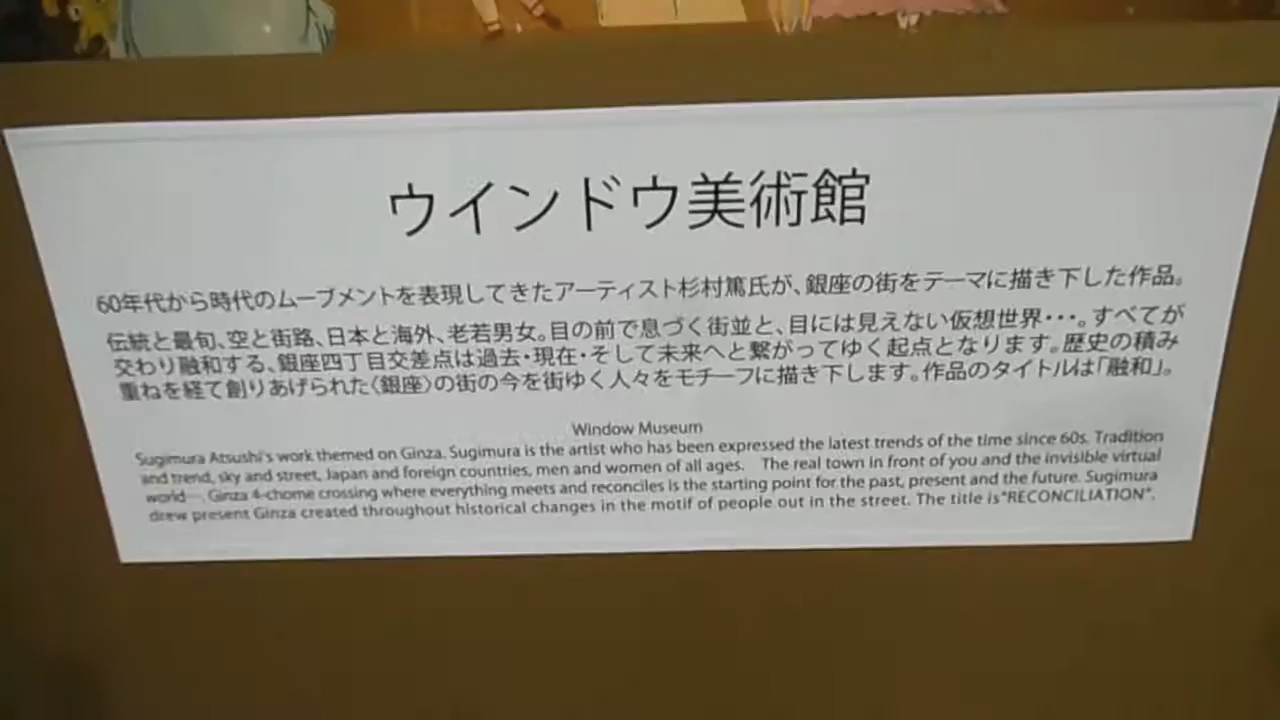 ウインドウ美術館
60年代から時代のムーブメントを表現してきたアーティスト杉村篤氏が、銀座の街をテーマに描き下した作品。
伝統と最旬、空と街路、日本と海外、老若男女。目の前で息づく街並と、目には見えない仮想世界・・・。すべてが
交わり融和する、銀座四丁目交差点は過去・現在・そして未来へと繋がってゆく起点となります。歴史の積み
重ねを経て創りあげられた〈銀座〉の街の今を街ゆく人々をモチーフに描き下します。作品のタイトルは「融和」。
Window Museum
Sugimura Atsushi's work themed on Ginza. Sugimura is the artist who has been expressed the latest trends of the time since 60s. Tradition
and trend, sky and street, Japan and foreign countries, men and women of all ages. The real town in front of you and the invisible virtual
world…. Ginza 4-chome crossing where everything meets and reconciles is the starting point for the past, present and the future. Sugimura
drew present Ginza created throughout historical changes in the motif of people out in the street. The title is "RECONCILIATION".